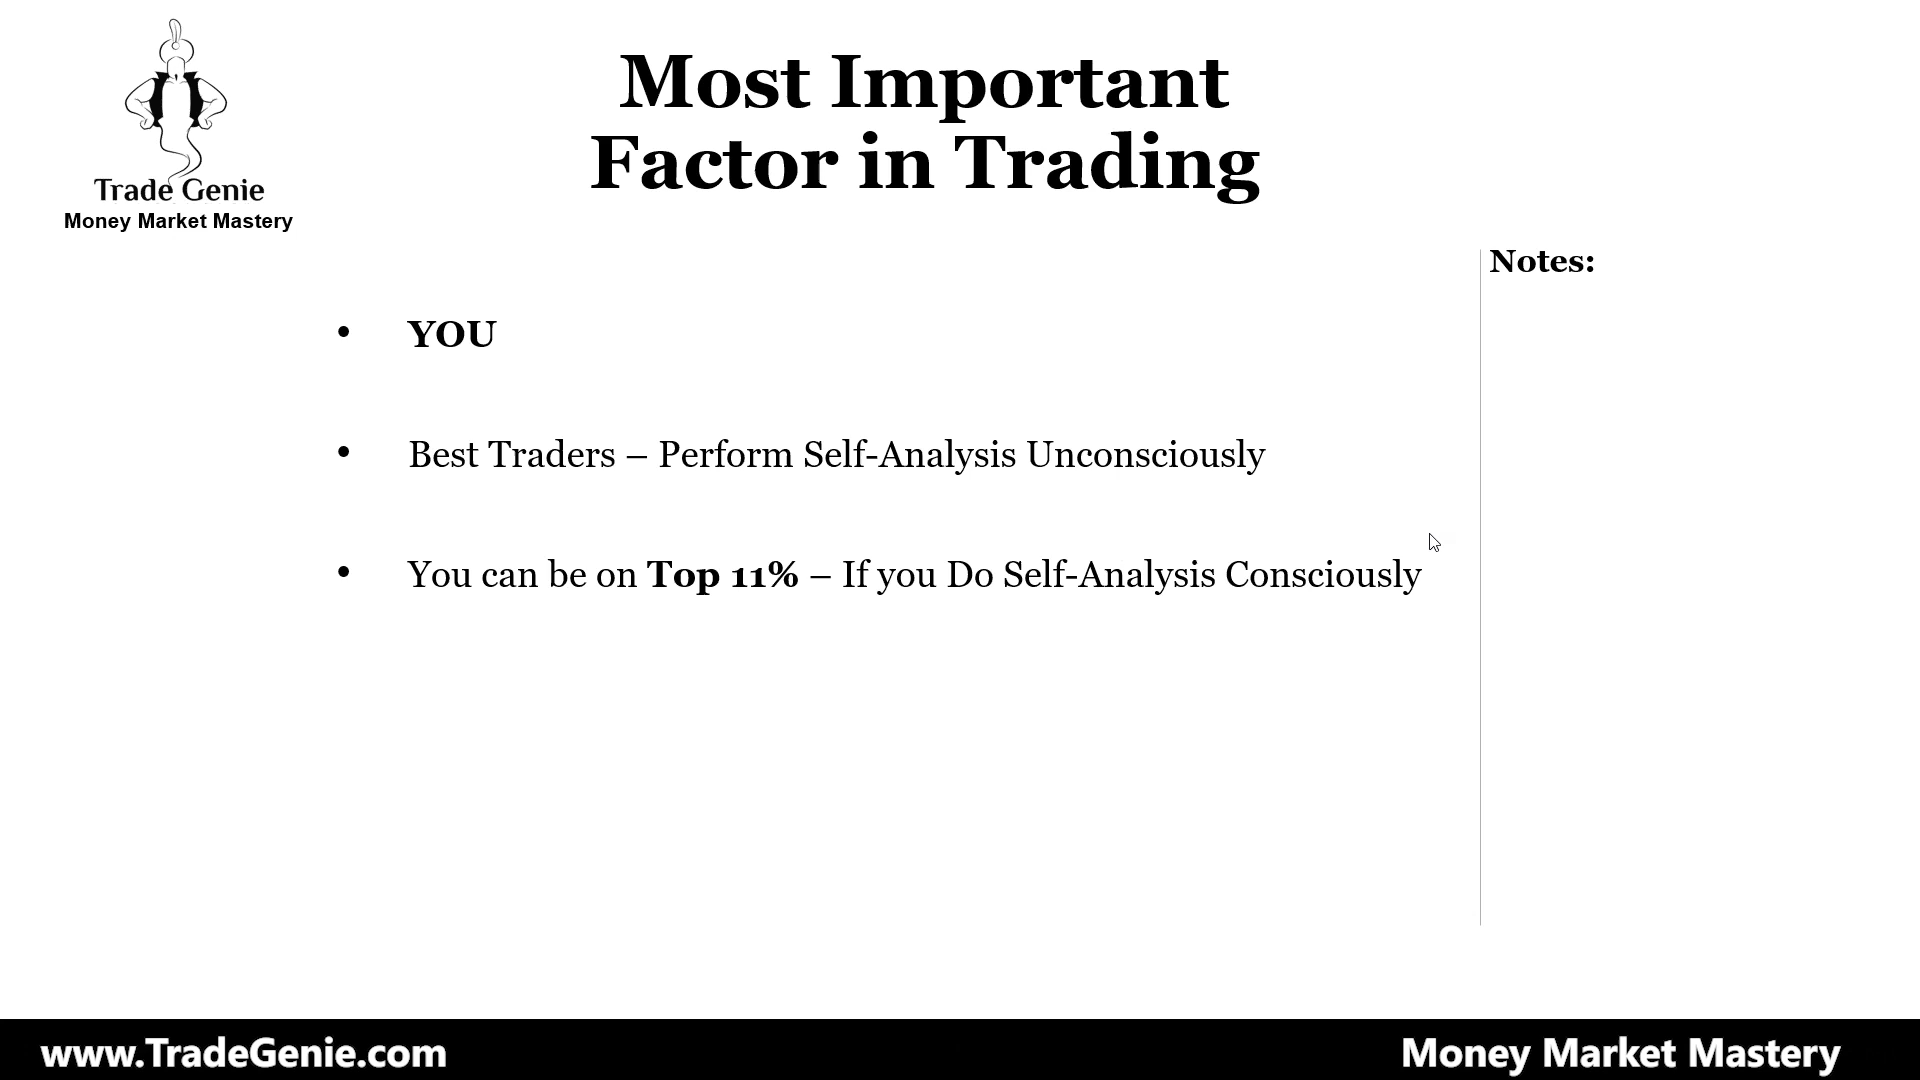 Trade Genie
Money Market Mastery
Most Important
Factor in Trading
Notes:
• YOU
• Best Traders – Perform Self-Analysis Unconsciously
• You can be on Top 11% – If you Do Self-Analysis Consciously
www.TradeGenie.com
Money Market Mastery